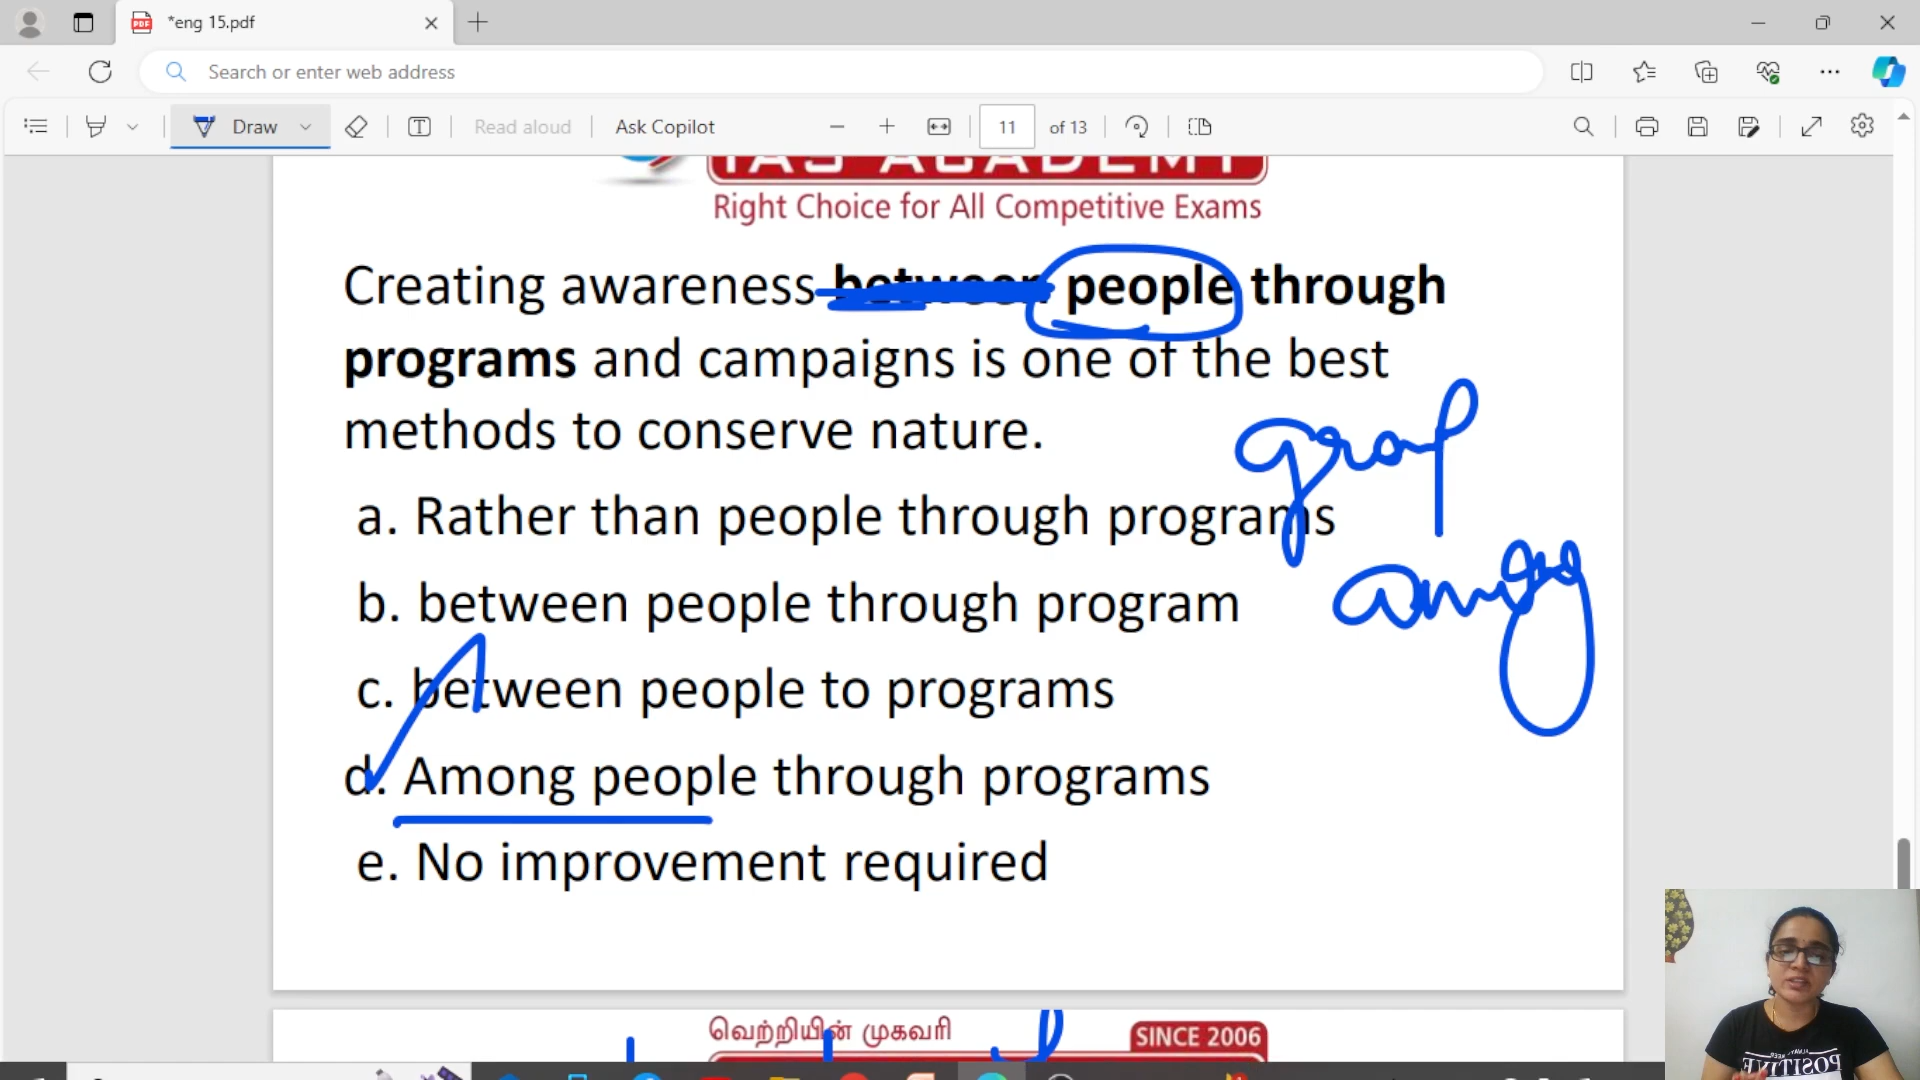 *eng 15.pdf
Search or enter web address
Draw
Read aloud
Ask Copilot
11
of 13
IAS ACADEMY
Right Choice for All Competitive Exams
Creating awareness between people through
programs and campaigns is one of the best
methods to conserve nature.
a. Rather than people through programs
b. between people through program
c. between people to programs
d. Among people through programs
e. No improvement required
வெற்றியின் முகவரி
SINCE 2006
POSITIVE